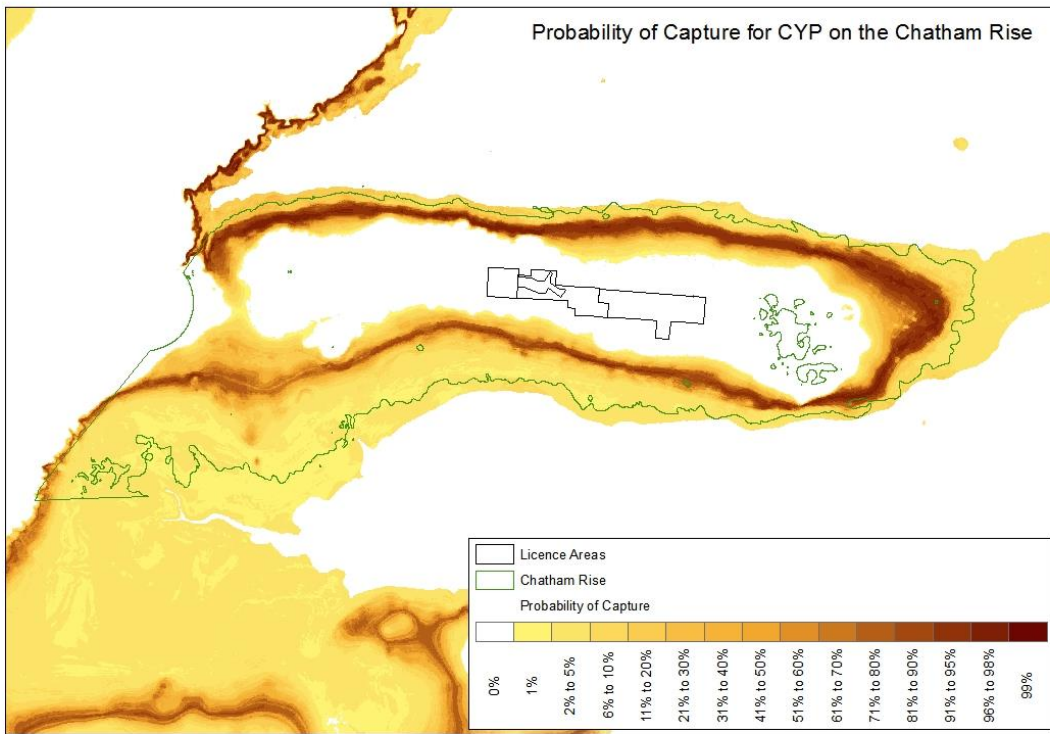 Probability of Capture for CYP on the Chatham Rise
Licence Areas
Chatham Rise
Probability of Capture
0%
1%
2% to 5%
6% to 10%
11% to 20%
21% to 30%
31% to 40%
41% to 50%
51% to 60%
61% to 70%
71% to 80%
81% to 90%
91% to 95%
96% to 98%
99%